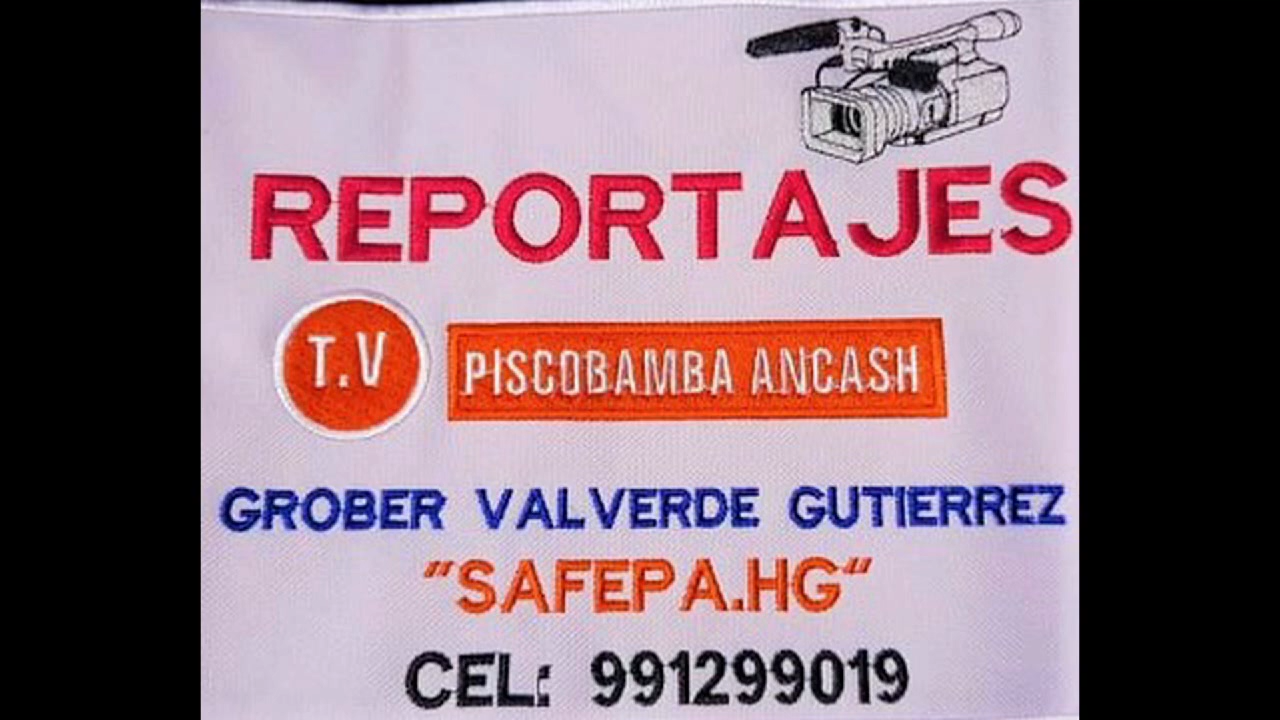 REPORTAJES
T.V PISCOBAMBA ANCASH
GROBER VALVERDE GUTIERREZ
"SAFEPA.HG"
CEL: 991299019